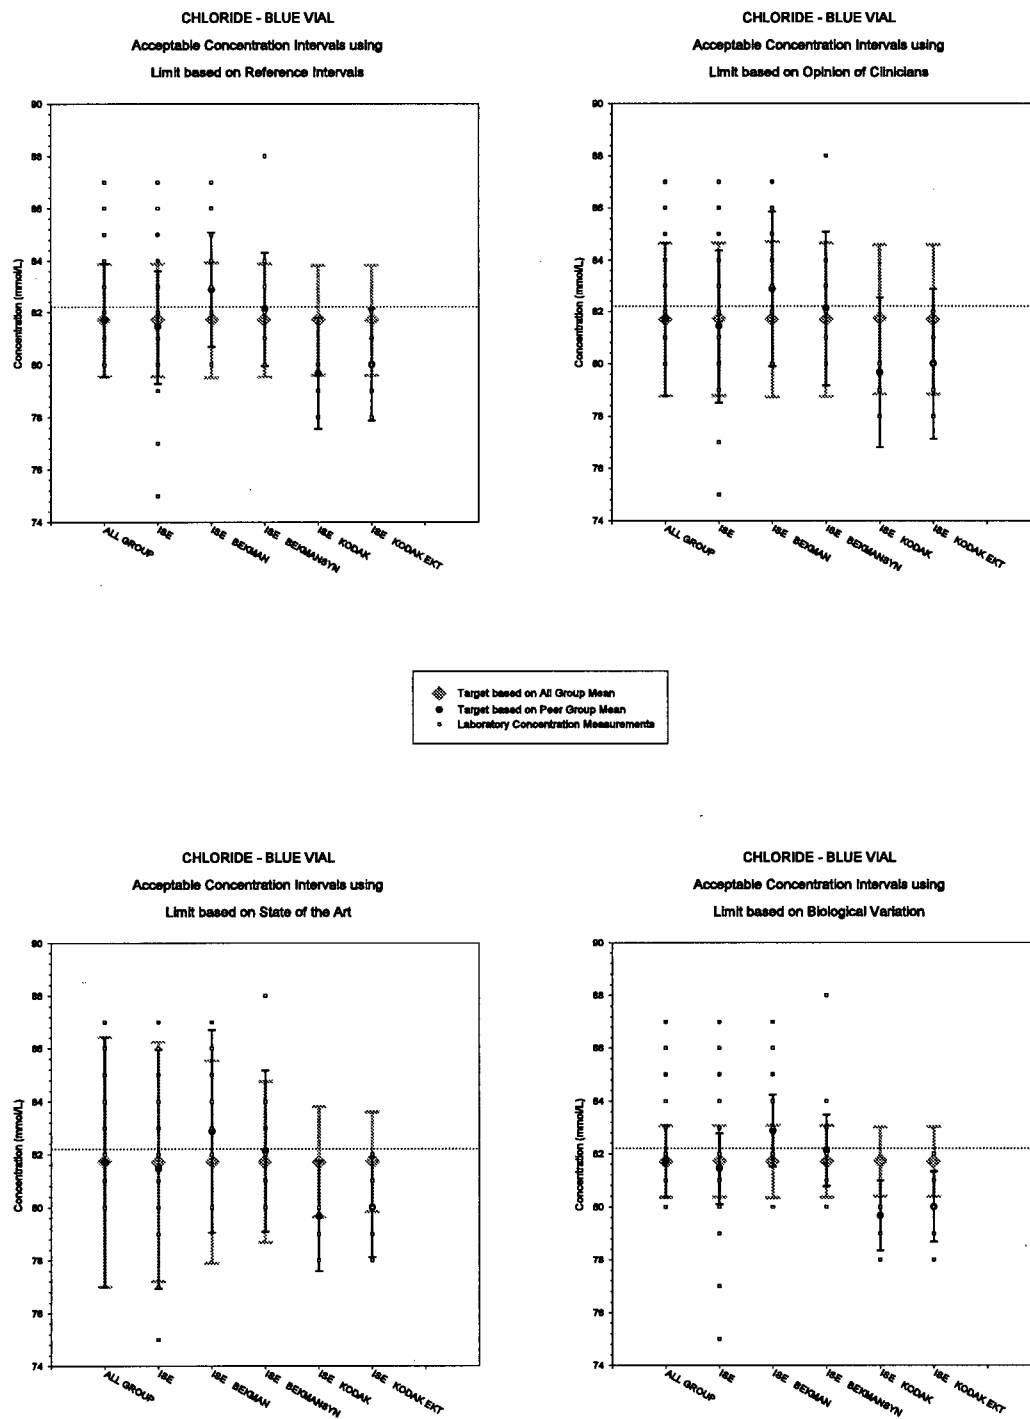 CHLORIDE - BLUE VIAL
Acceptable Concentration Intervals using
Limit based on Reference Intervals
90
88
86
84
82
80
78
76
74
Concentration (mmol/L)
ALL GROUP
ISE
ISE BEKMAN
ISE BEKMANSYN
ISE KODAK
ISE KODAK EKT
CHLORIDE - BLUE VIAL
Acceptable Concentration Intervals using
Limit based on Opinion of Clinicians
90
88
86
84
82
80
78
76
74
Concentration (mmol/L)
ALL GROUP
ISE
ISE BEKMAN
ISE BEKMANSYN
ISE KODAK
ISE KODAK EKT
Target based on All Group Mean
Target based on Peer Group Mean
Laboratory Concentration Measurements
CHLORIDE - BLUE VIAL
Acceptable Concentration Intervals using
Limit based on State of the Art
90
88
86
84
82
80
78
76
74
Concentration (mmol/L)
ALL GROUP
ISE
ISE BEKMAN
ISE BEKMANSYN
ISE KODAK
ISE KODAK EKT
CHLORIDE - BLUE VIAL
Acceptable Concentration Intervals using
Limit based on Biological Variation
90
88
86
84
82
80
78
76
74
Concentration (mmol/L)
ALL GROUP
ISE
ISE BEKMAN
ISE BEKMANSYN
ISE KODAK
ISE KODAK EKT